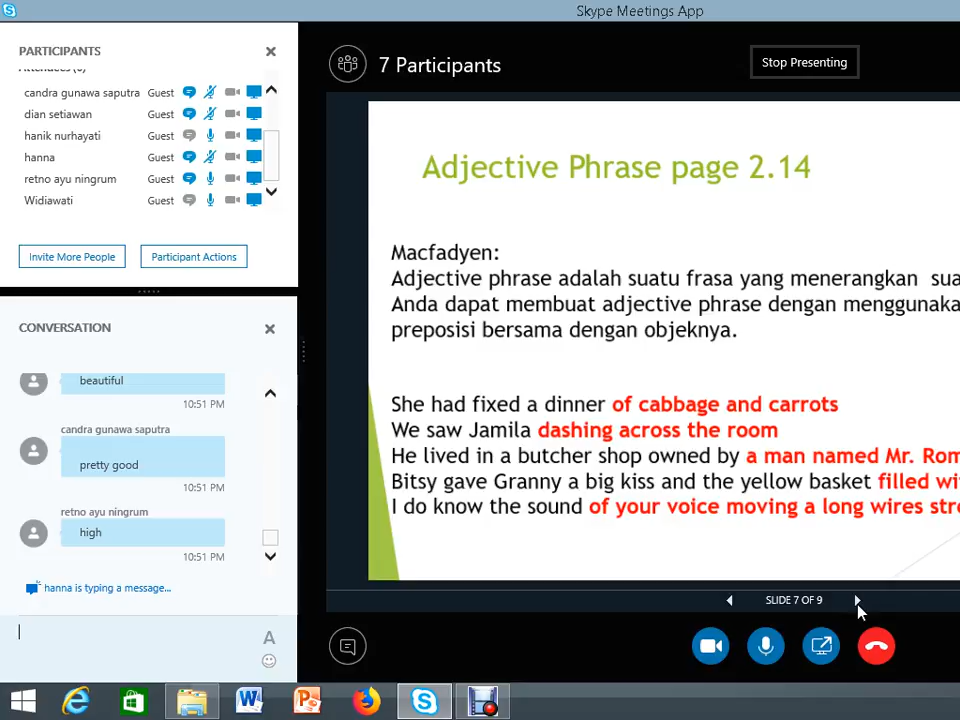 Skype Meetings App
PARTICIPANTS
candra gunawa saputra Guest
dian setiawan Guest
hanik nurhayati Guest
hanna Guest
retno ayu ningrum Guest
Widiawati Guest
Invite More People
Participant Actions
CONVERSATION
beautiful
10:51 PM
candra gunawa saputra
pretty good
10:51 PM
retno ayu ningrum
high
10:51 PM
hanna is typing a message...
A
7 Participants
Stop Presenting
Adjective Phrase page 2.14
Macfadyen:
Adjective phrase adalah suatu frasa yang menerangkan sua
Anda dapat membuat adjective phrase dengan menggunaka
preposisi bersama dengan objeknya.
She had fixed a dinner of cabbage and carrots
We saw Jamila dashing across the room
He lived in a butcher shop owned by a man named Mr. Rom
Bitsy gave Granny a big kiss and the yellow basket filled wi
I do know the sound of your voice moving a long wires stre
SLIDE 7 OF 9